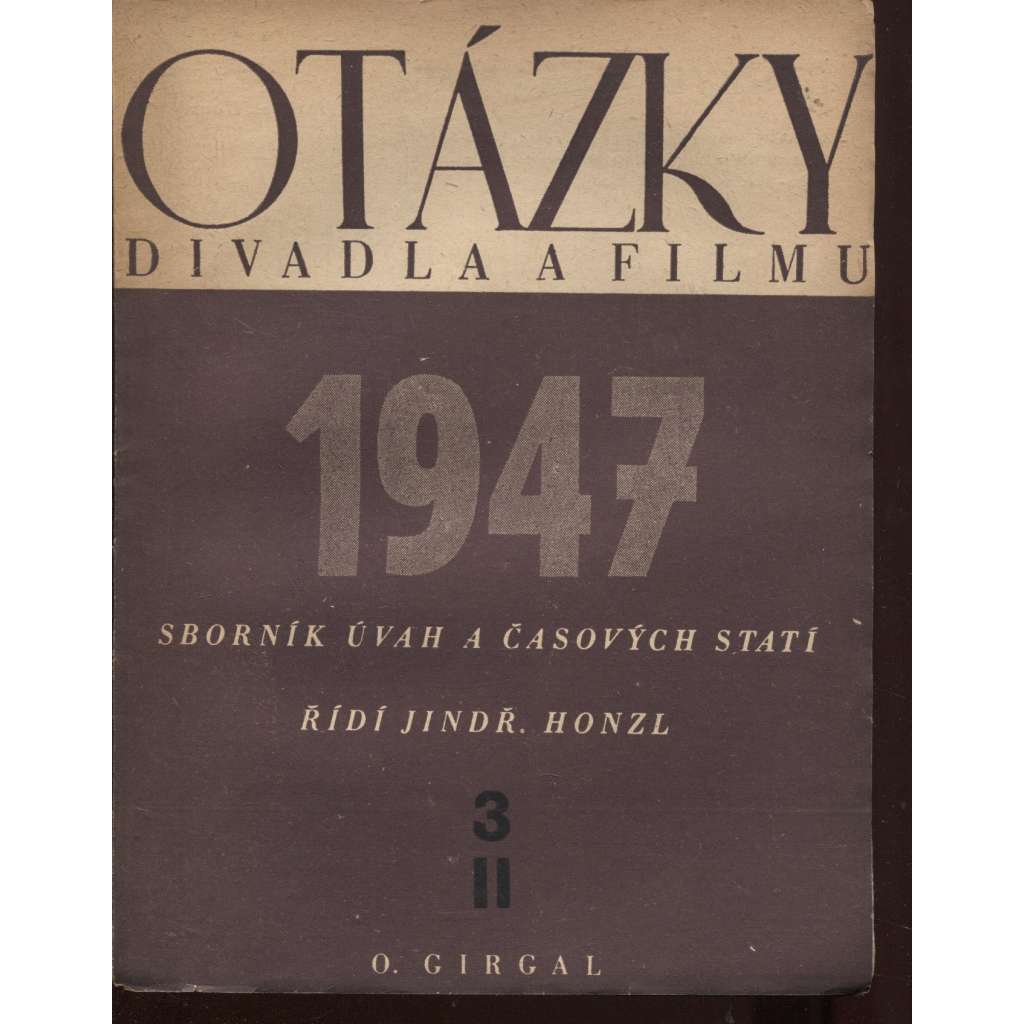 OTÁZKY
DIVADLA A FILMU
1947
SBORNÍK ÚVAH A ČASOVÝCH STATÍ
ŘÍDÍ JINDŘ. HONZL
3
II
O. GIRGAL